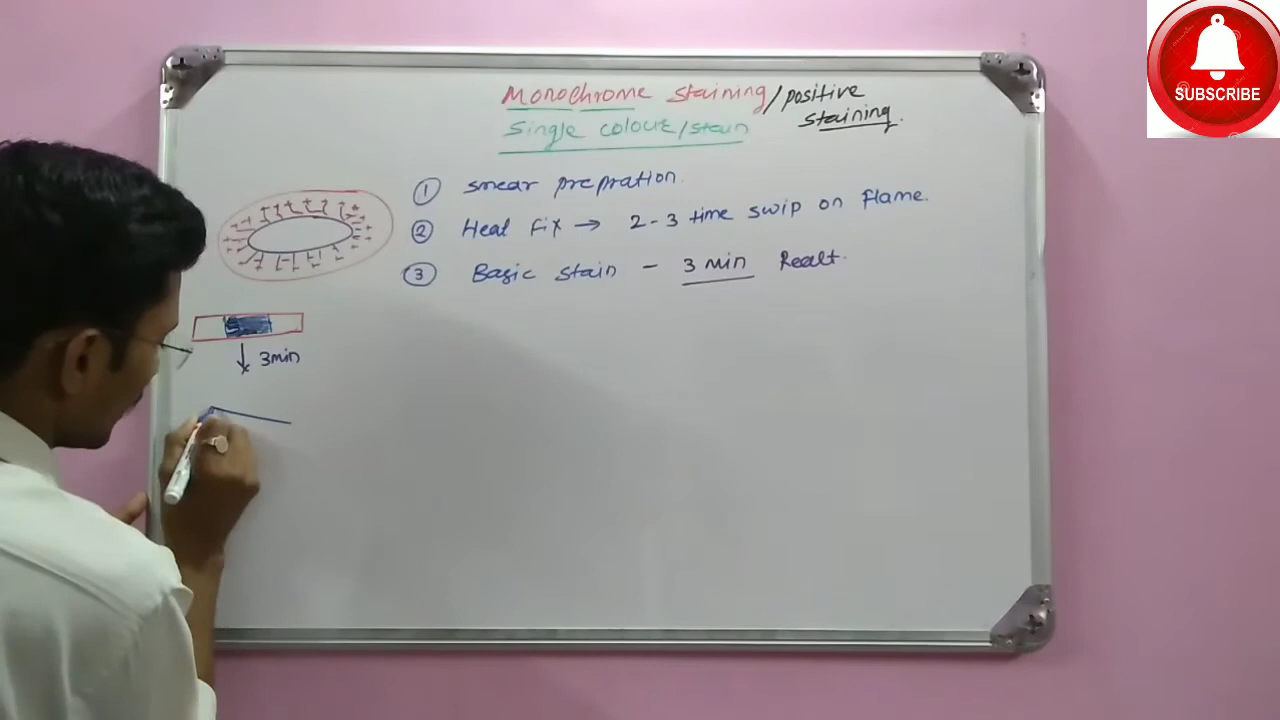 Monochrome staining/positive
staining.
Single colour/stain
① smear prepration.
② Heat fix → 2-3 time swip on flame.
③ Basic stain - 3 min Realt.
3min
SUBSCRIBE